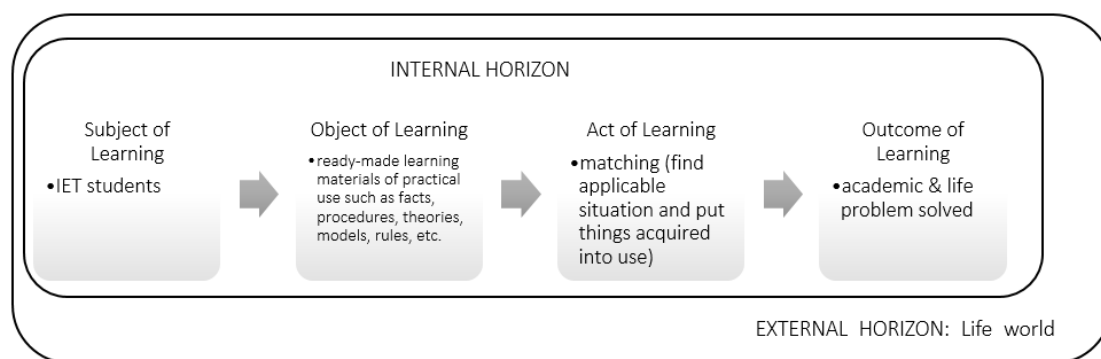 INTERNAL HORIZON
Subject of
Learning
•IET students
Object of Learning
•ready-made learning
materials of practical
use such as facts,
procedures, theories,
models, rules, etc.
Act of Learning
•matching (find
applicable
situation and put
things acquired
into use)
Outcome of
Learning
•academic & life
problem solved
EXTERNAL HORIZON: Life world